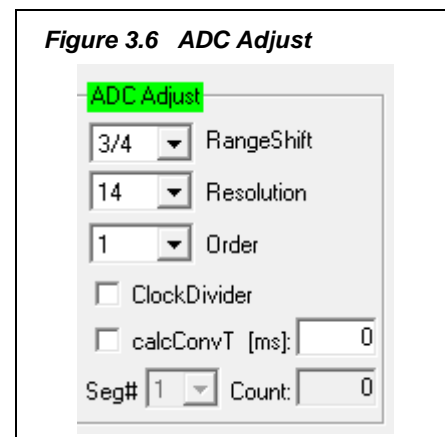 Figure 3.6 ADC Adjust
ADC Adjust
3/4 RangeShift
14 Resolution
1 Order
ClockDivider
calcConvT [ms]: 0
Seg# 1 Count: 0